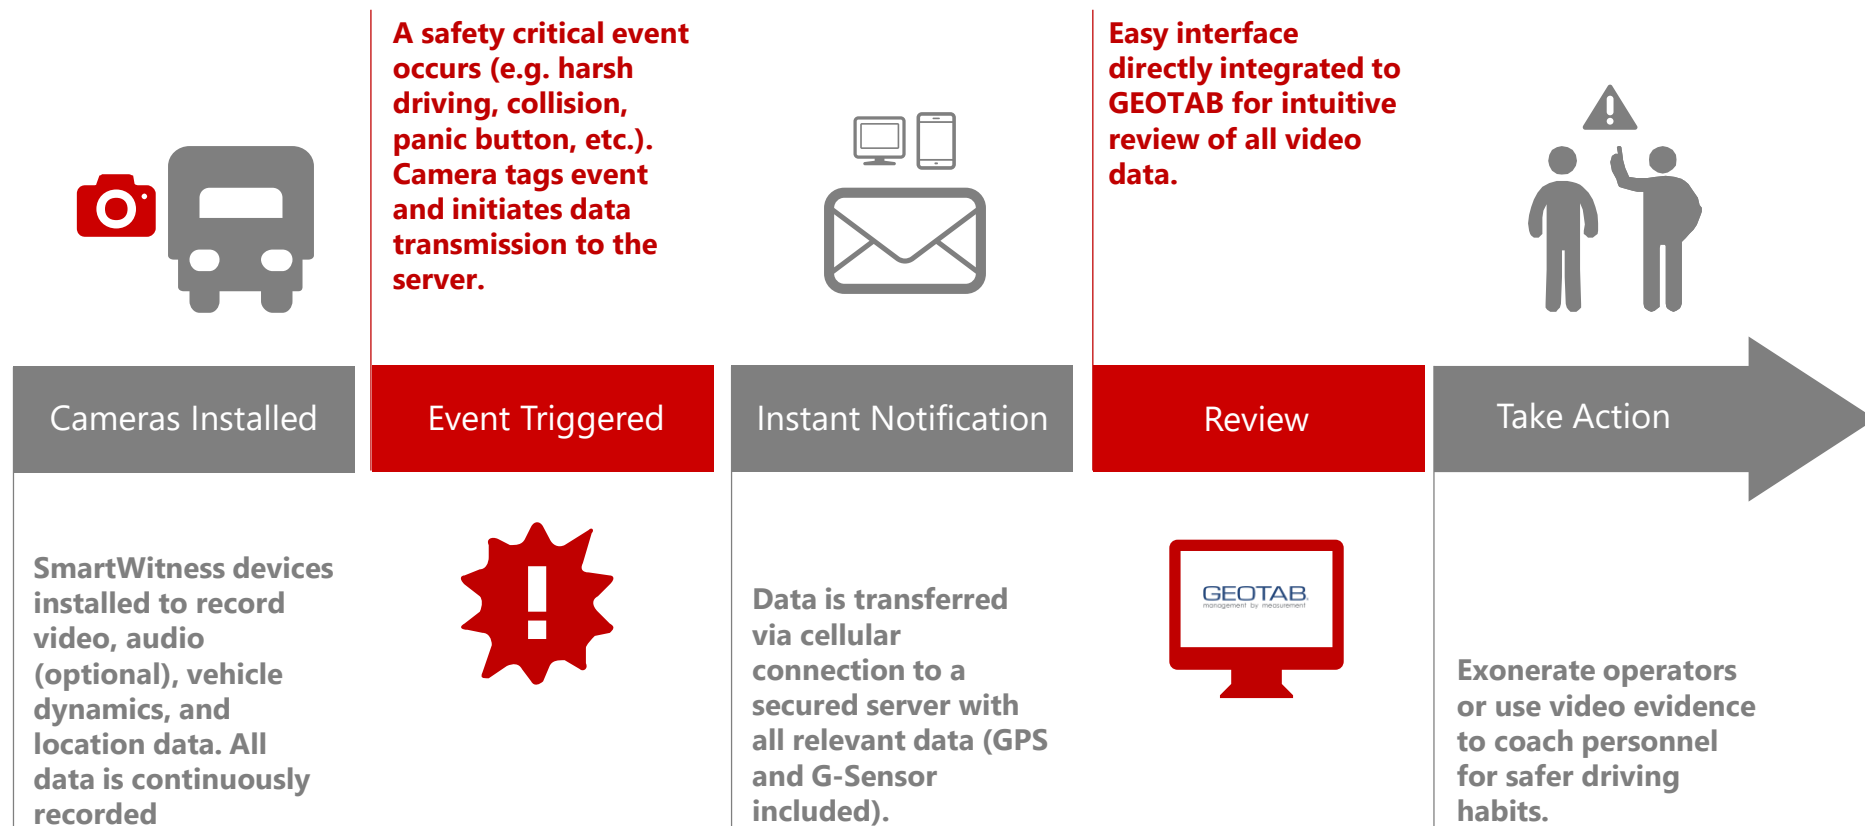 A safety critical event
occurs (e.g. harsh
driving, collision,
panic button, etc.).
Camera tags event
and initiates data
transmission to the
server.
Easy interface
directly integrated to
GEOTAB for intuitive
review of all video
data.
Cameras Installed
Event Triggered
Instant Notification
Review
Take Action
SmartWitness devices
installed to record
video, audio
(optional), vehicle
dynamics, and
location data. All
data is continuously
recorded
Data is transferred
via cellular
connection to a
secured server with
all relevant data (GPS
and G-Sensor
included).
GEOTAB
management by measurement
Exonerate operators
or use video evidence
to coach personnel
for safer driving
habits.